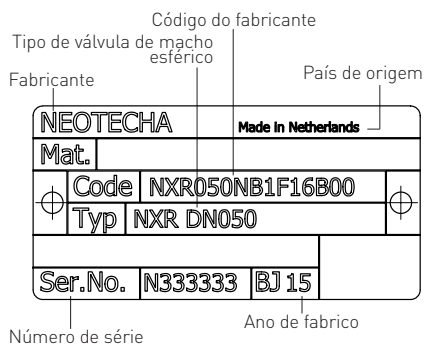 Código do fabricante
Tipo de válvula de macho
esférico
Fabricante
País de origem
NEOTECHA Made in Netherlands
Mat.
Code NXR050NB1F16B00
Typ NXR DN050
Ser.No. N333333 BJ 15
Número de série
Ano de fabrico